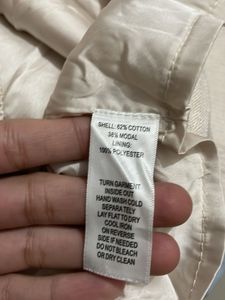 SHELL: 62% COTTON
38% MODAL
LINING:
100% POLYESTER
TURN GARMENT
INSIDE OUT
HAND WASH COLD
SEPARATELY
LAY FLAT TO DRY
COOL IRON
ON REVERSE
SIDE IF NEEDED
DO NOT BLEACH
OR DRY CLEAN